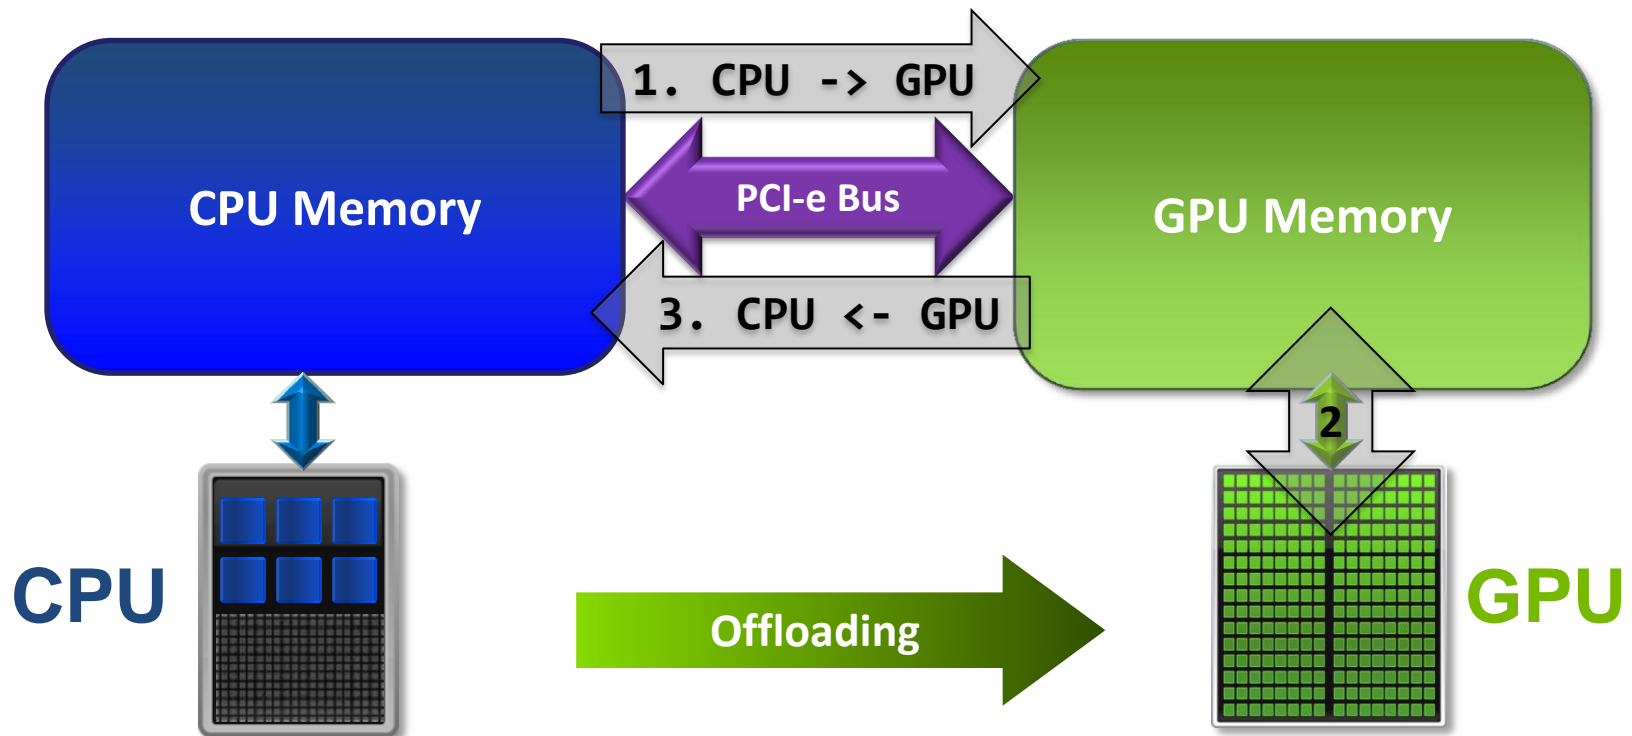 1. CPU -> GPU
CPU Memory
PCI-e Bus
GPU Memory
3. CPU <- GPU
2
CPU
Offloading
GPU